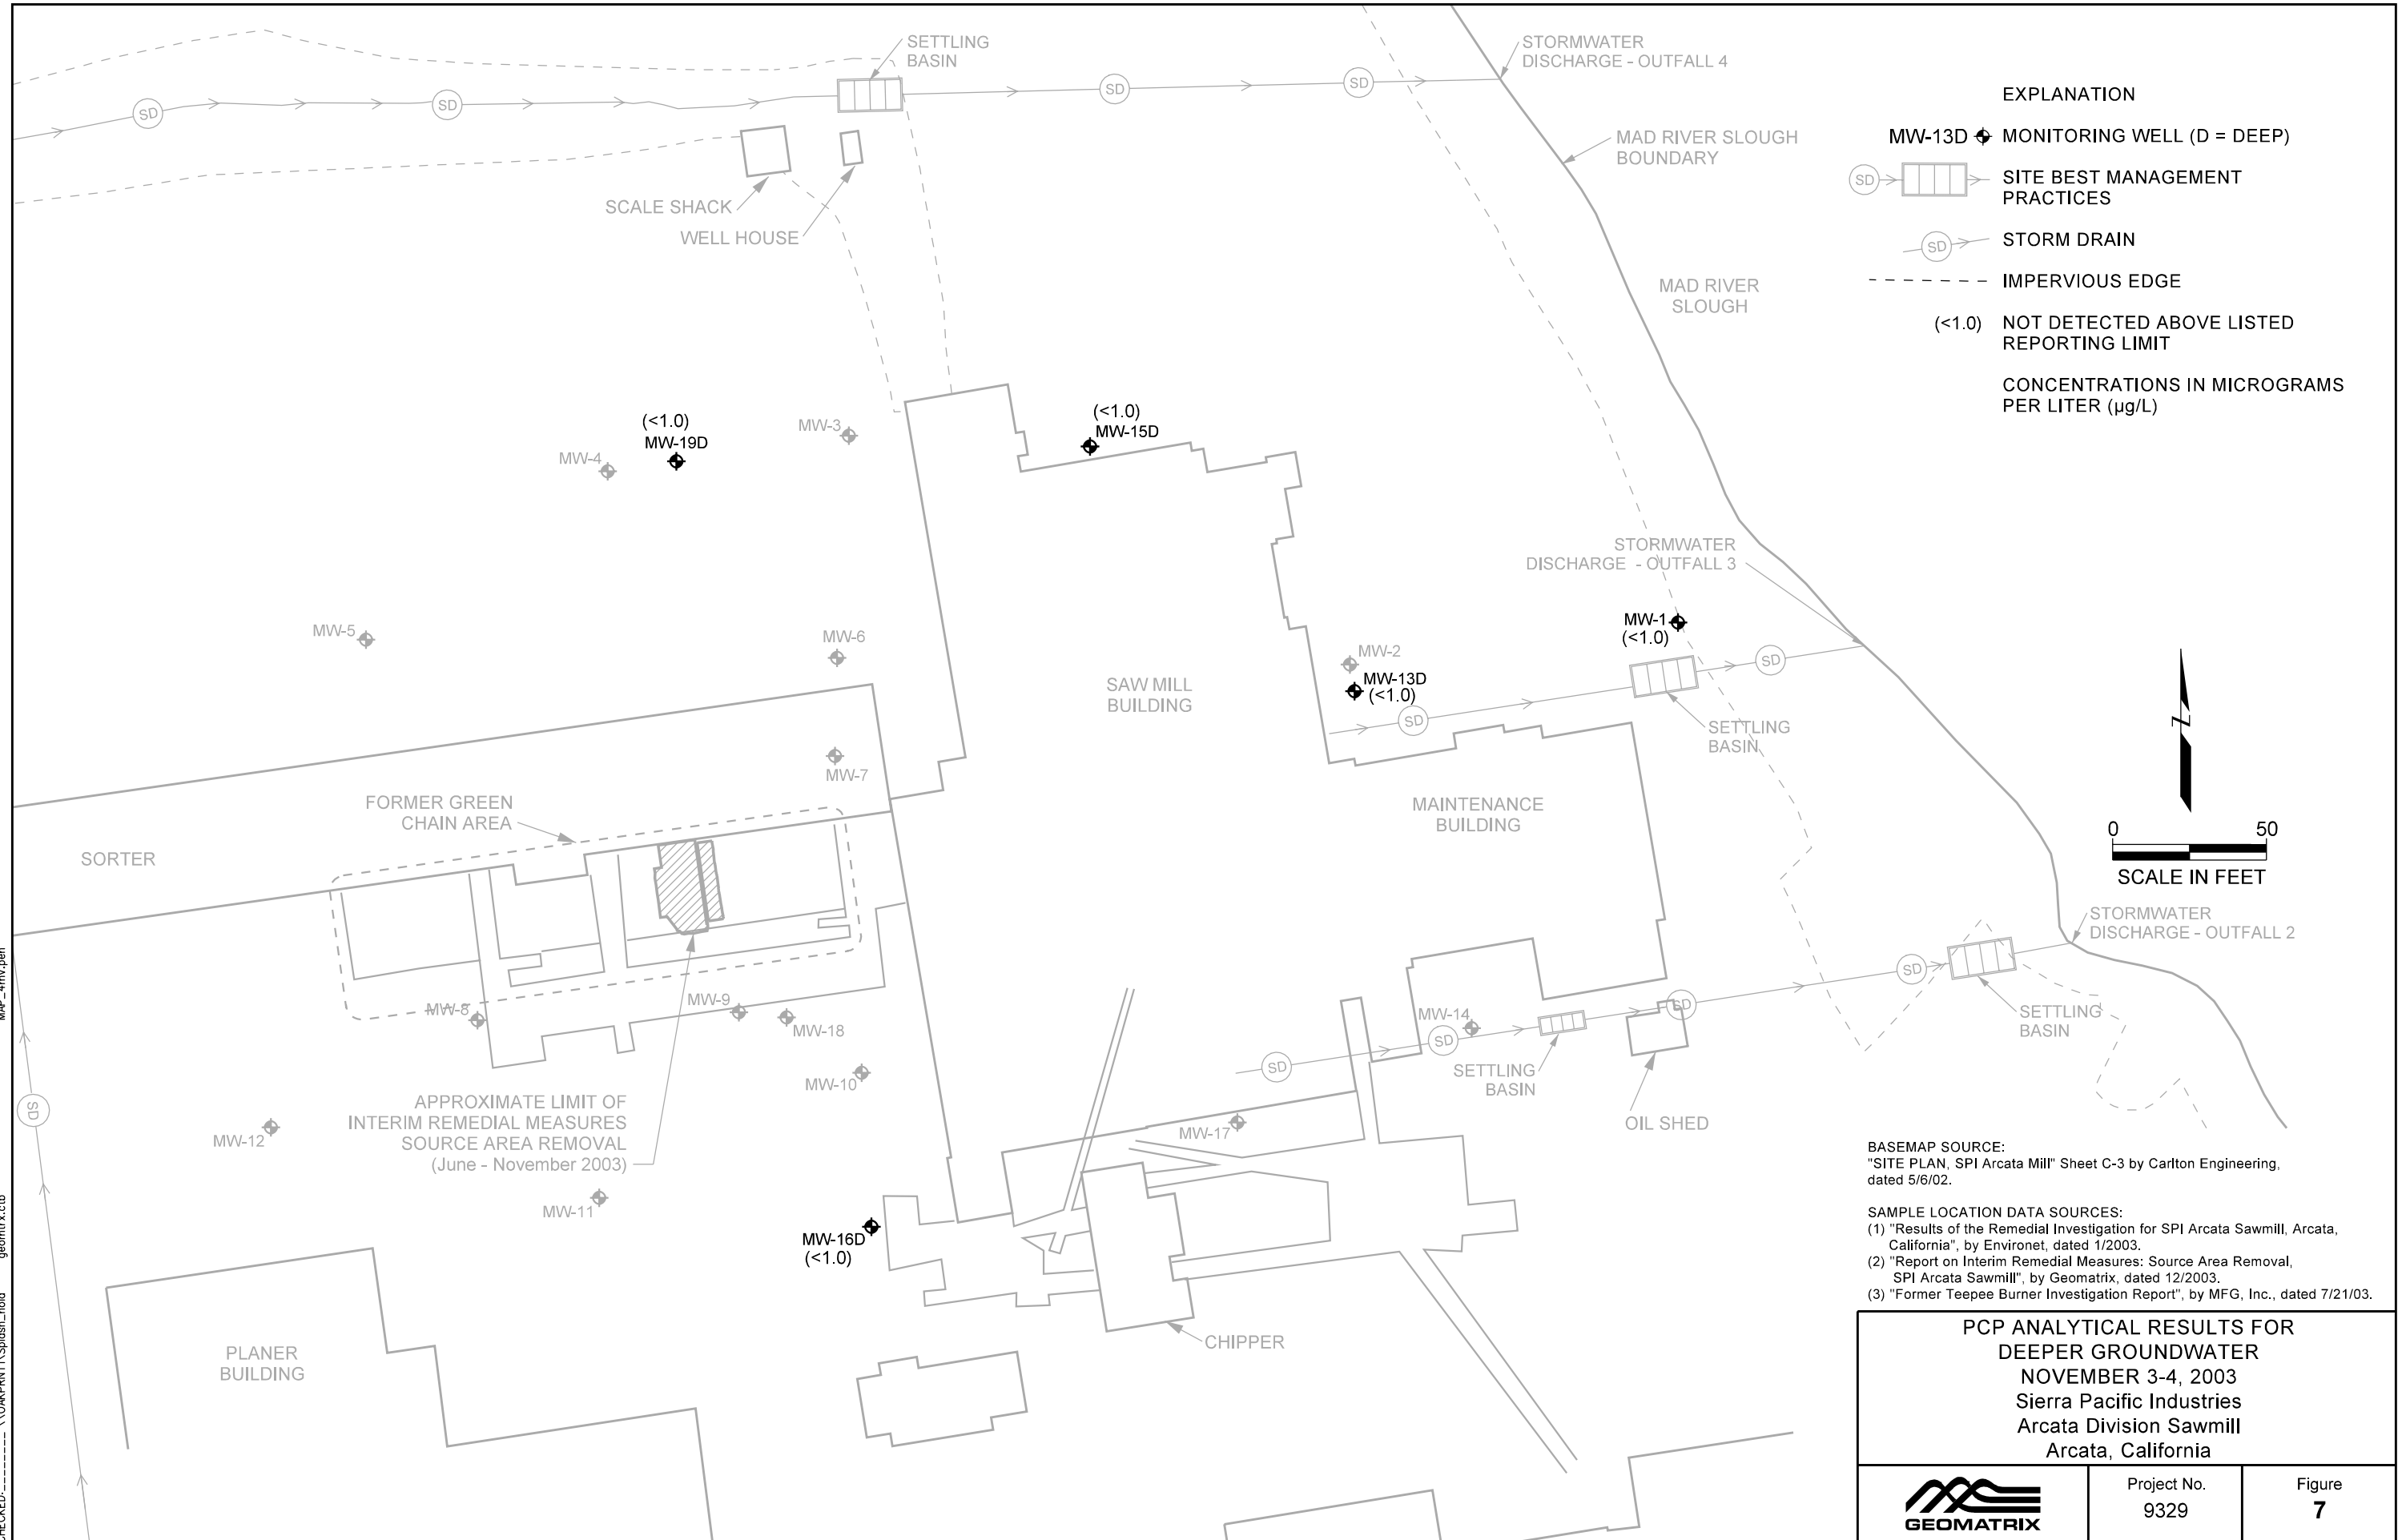 SETTLING
BASIN
STORMWATER
DISCHARGE - OUTFALL 4
SD
SD
SD
SD
MAD RIVER SLOUGH
BOUNDARY
SCALE SHACK
WELL HOUSE
MAD RIVER
SLOUGH
EXPLANATION
MW-13D MONITORING WELL (D = DEEP)
SD SITE BEST MANAGEMENT
PRACTICES
SD STORM DRAIN
IMPERVIOUS EDGE
(<1.0) NOT DETECTED ABOVE LISTED
REPORTING LIMIT
CONCENTRATIONS IN MICROGRAMS
PER LITER (µg/L)
(<1.0)
MW-19D
MW-4
MW-3
(<1.0)
MW-15D
STORMWATER
DISCHARGE - OUTFALL 3
MW-5
MW-6
MW-2
MW-13D
(<1.0)
MW-1
(<1.0)
SD
SD
SAW MILL
BUILDING
SETTLING
BASIN
MW-7
FORMER GREEN
CHAIN AREA
SORTER
MAINTENANCE
BUILDING
N
0 50
SCALE IN FEET
STORMWATER
DISCHARGE - OUTFALL 2
SD
SETTLING
BASIN
MW-8
MW-9
MW-18
MW-10
MW-14
SD
SD
SD
SETTLING
BASIN
OIL SHED
SD
MW-12
APPROXIMATE LIMIT OF
INTERIM REMEDIAL MEASURES
SOURCE AREA REMOVAL
(June - November 2003)
MW-11
MW-17
MW-16D
(<1.0)
CHIPPER
PLANER
BUILDING
BASEMAP SOURCE:
"SITE PLAN, SPI Arcata Mill" Sheet C-3 by Carlton Engineering,
dated 5/6/02.
SAMPLE LOCATION DATA SOURCES:
(1) "Results of the Remedial Investigation for SPI Arcata Sawmill, Arcata,
California", by Environet, dated 1/2003.
(2) "Report on Interim Remedial Measures: Source Area Removal,
SPI Arcata Sawmill", by Geomatrix, dated 12/2003.
(3) "Former Teepee Burner Investigation Report", by MFG, Inc., dated 7/21/03.
PCP ANALYTICAL RESULTS FOR
DEEPER GROUNDWATER
NOVEMBER 3-4, 2003
Sierra Pacific Industries
Arcata Division Sawmill
Arcata, California
GEOMATRIX
Project No.
9329
Figure
7